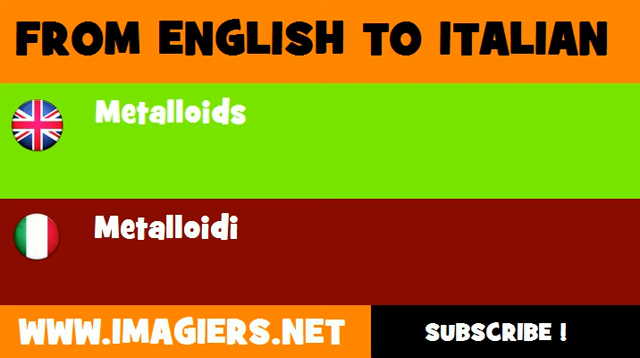 FROM ENGLISH TO ITALIAN
Metalloids
Metalloidi
WWW.IMAGIERS.NET
SUBSCRIBE !